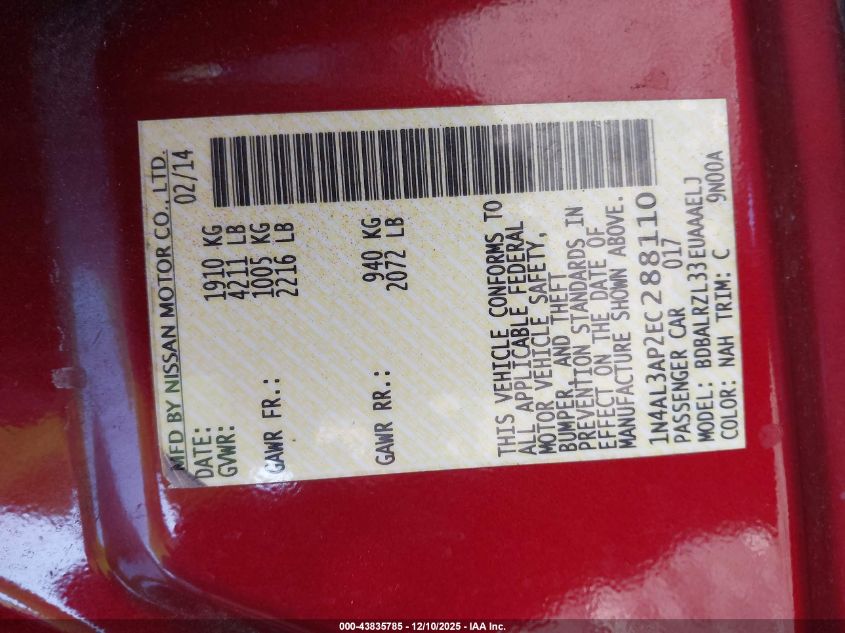 MFD BY NISSAN MOTOR CO., LTD.
DATE: 02/14
GVWR: 1910 KG
4211 LB
GAWR FR.: 1005 KG
2216 LB
GAWR RR.: 940 KG
2072 LB
THIS VEHICLE CONFORMS TO
ALL APPLICABLE FEDERAL
MOTOR VEHICLE SAFETY,
BUMPER, AND THEFT
PREVENTION STANDARDS IN
EFFECT ON THE DATE OF
MANUFACTURE SHOWN ABOVE.
1N4AL3AP2EC288110
PASSENGER CAR 017
MODEL: BDBALRZL33EUAAAELJ
COLOR: NAH TRIM: C 9N00A
000-43835785 - 12/10/2025 - IAA Inc.